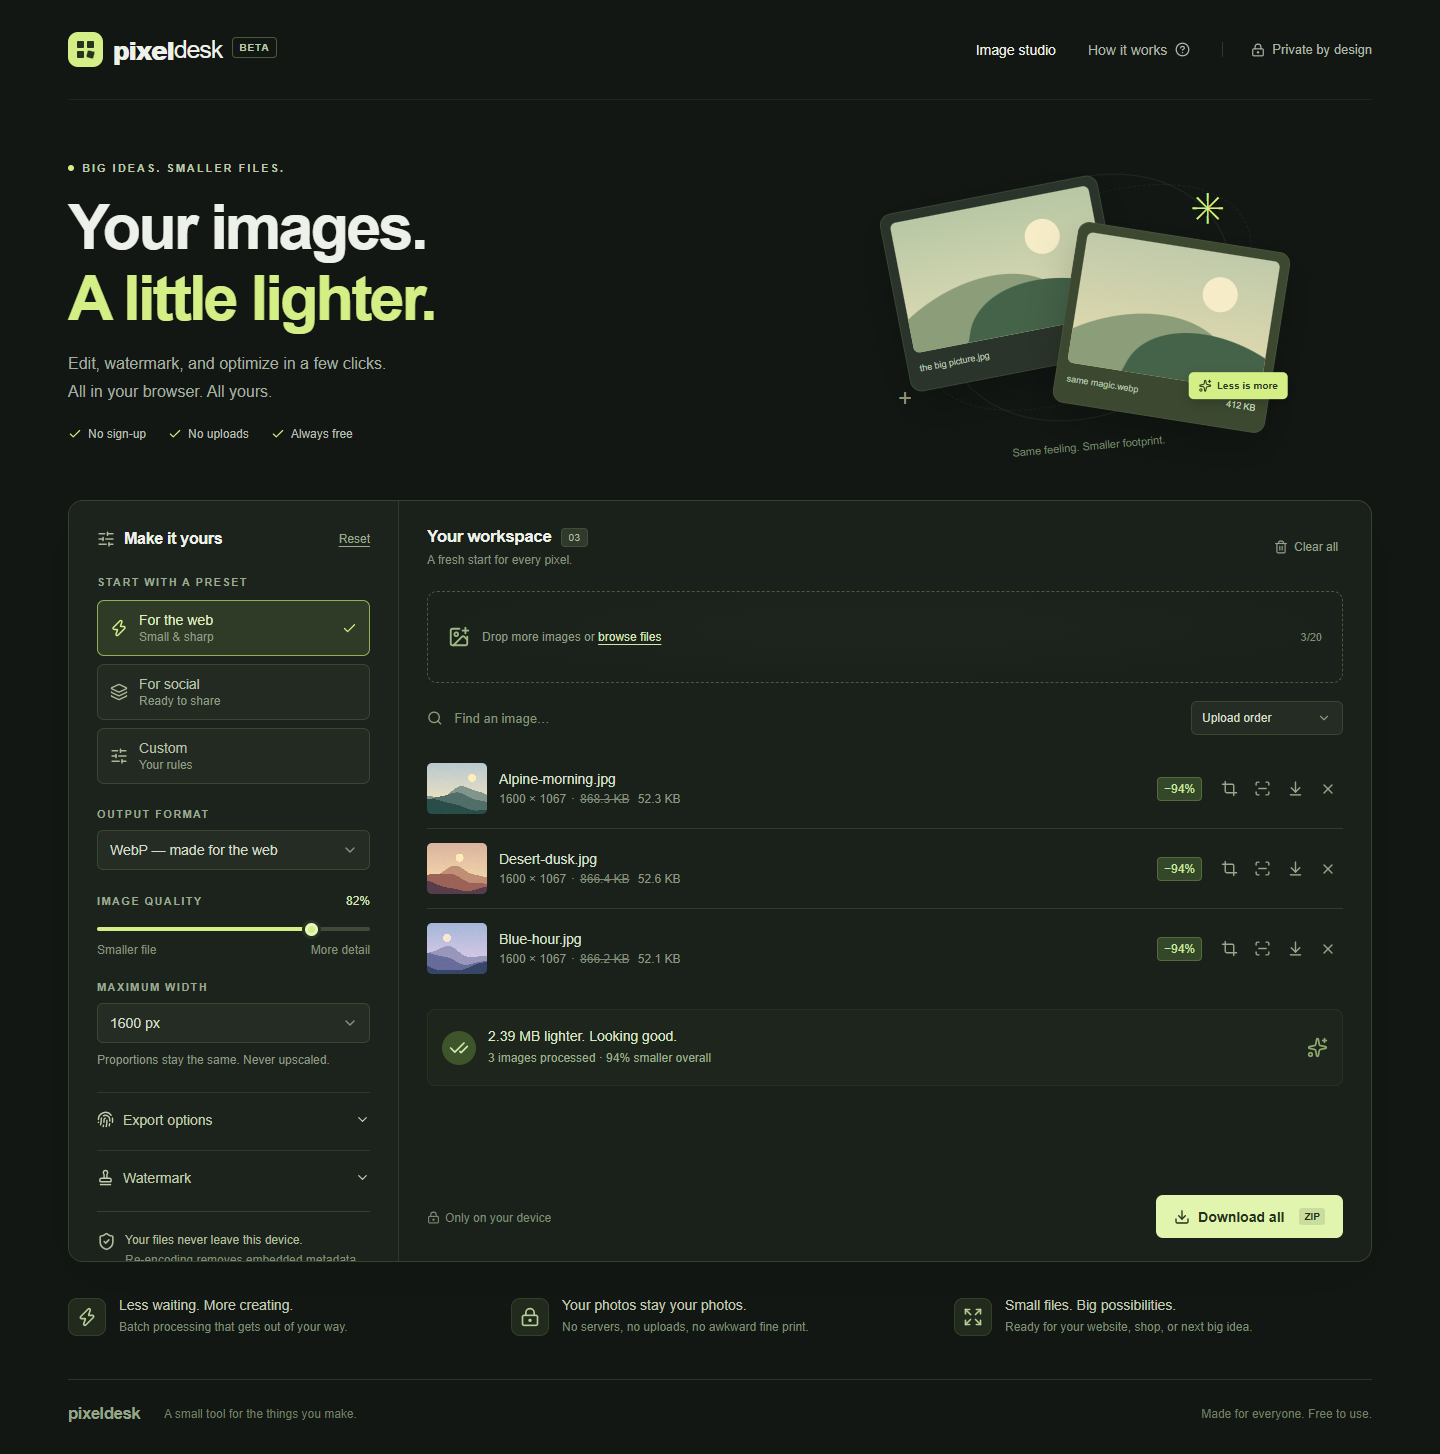 pixeldesk BETA
Image studio
How it works
Private by design
BIG IDEAS. SMALLER FILES.
Your images.
A little lighter.
Edit, watermark, and optimize in a few clicks.
All in your browser. All yours.
No sign-up
No uploads
Always free
the big picture.jpg
same magic.webp
Less is more
412 KB
Same feeling. Smaller footprint.
Make it yours
Reset
START WITH A PRESET
For the web
Small & sharp
For social
Ready to share
Custom
Your rules
OUTPUT FORMAT
WebP — made for the web
IMAGE QUALITY
82%
Smaller file
More detail
MAXIMUM WIDTH
1600 px
Proportions stay the same. Never upscaled.
Export options
Watermark
Your files never leave this device.
Re-encoding removes embedded metadata
Your workspace 03
A fresh start for every pixel.
Clear all
Drop more images or browse files
3/20
Find an image...
Upload order
Alpine-morning.jpg
1600 × 1067 · 868.3 KB 52.3 KB
−94%
Desert-dusk.jpg
1600 × 1067 · 866.4 KB 52.6 KB
−94%
Blue-hour.jpg
1600 × 1067 · 866.2 KB 52.1 KB
−94%
2.39 MB lighter. Looking good.
3 images processed · 94% smaller overall
Only on your device
Download all ZIP
Less waiting. More creating.
Batch processing that gets out of your way.
Your photos stay your photos.
No servers, no uploads, no awkward fine print.
Small files. Big possibilities.
Ready for your website, shop, or next big idea.
pixeldesk
A small tool for the things you make.
Made for everyone. Free to use.